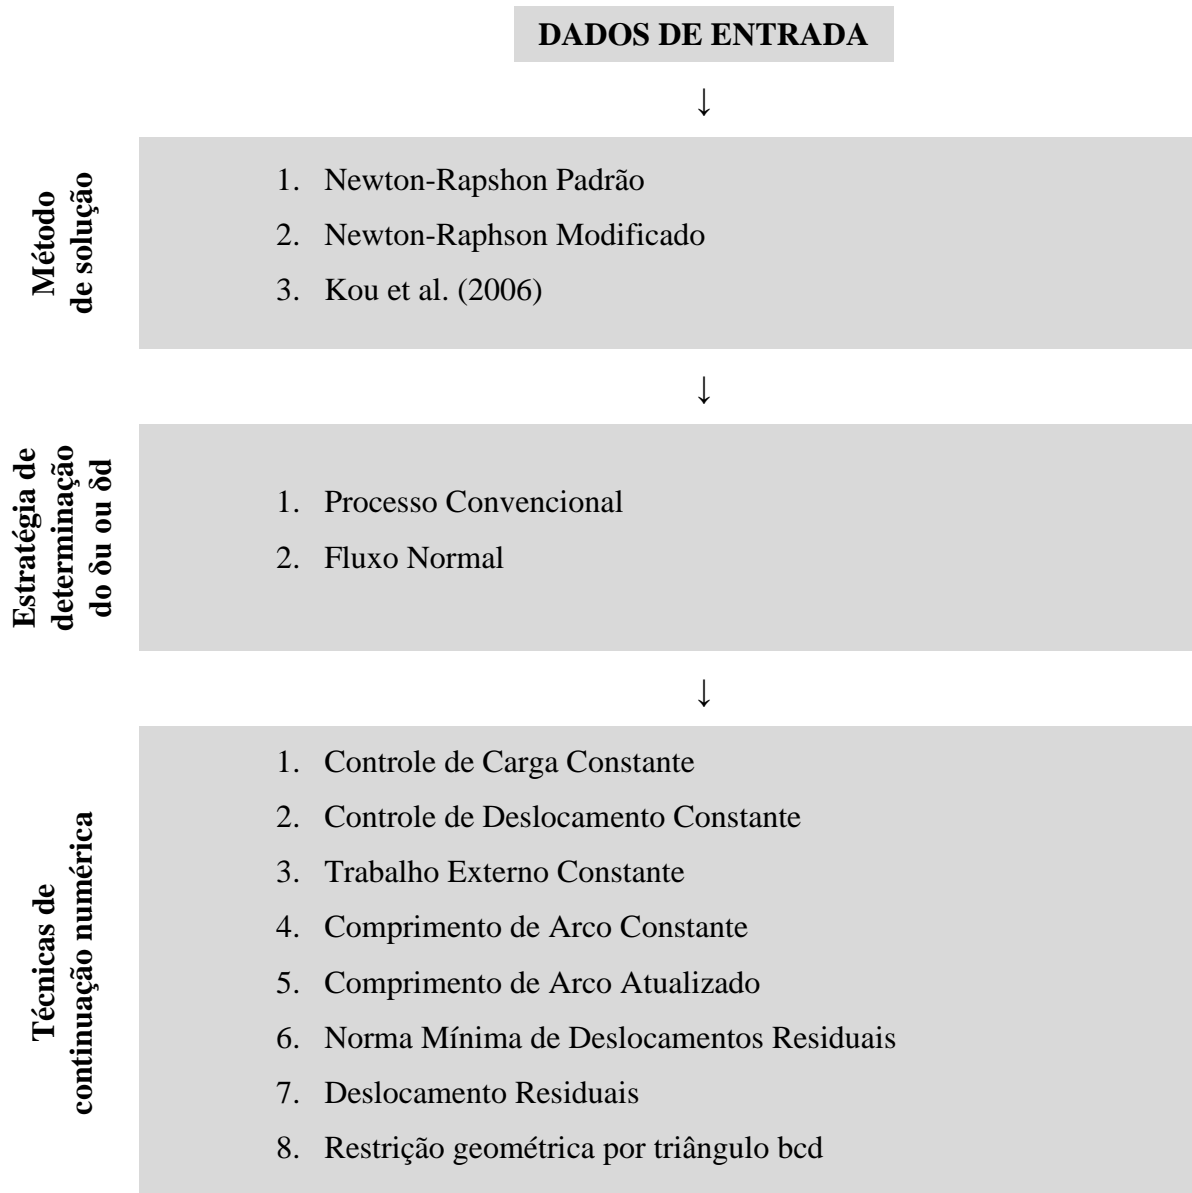 DADOS DE ENTRADA
↓
Método
de solução
1. Newton-Rapshon Padrão
2. Newton-Raphson Modificado
3. Kou et al. (2006)
↓
Estratégia de
determinação
do δu ou δd
1. Processo Convencional
2. Fluxo Normal
↓
Técnicas de
continuação numérica
1. Controle de Carga Constante
2. Controle de Deslocamento Constante
3. Trabalho Externo Constante
4. Comprimento de Arco Constante
5. Comprimento de Arco Atualizado
6. Norma Mínima de Deslocamentos Residuais
7. Deslocamento Residuais
8. Restrição geométrica por triângulo bcd